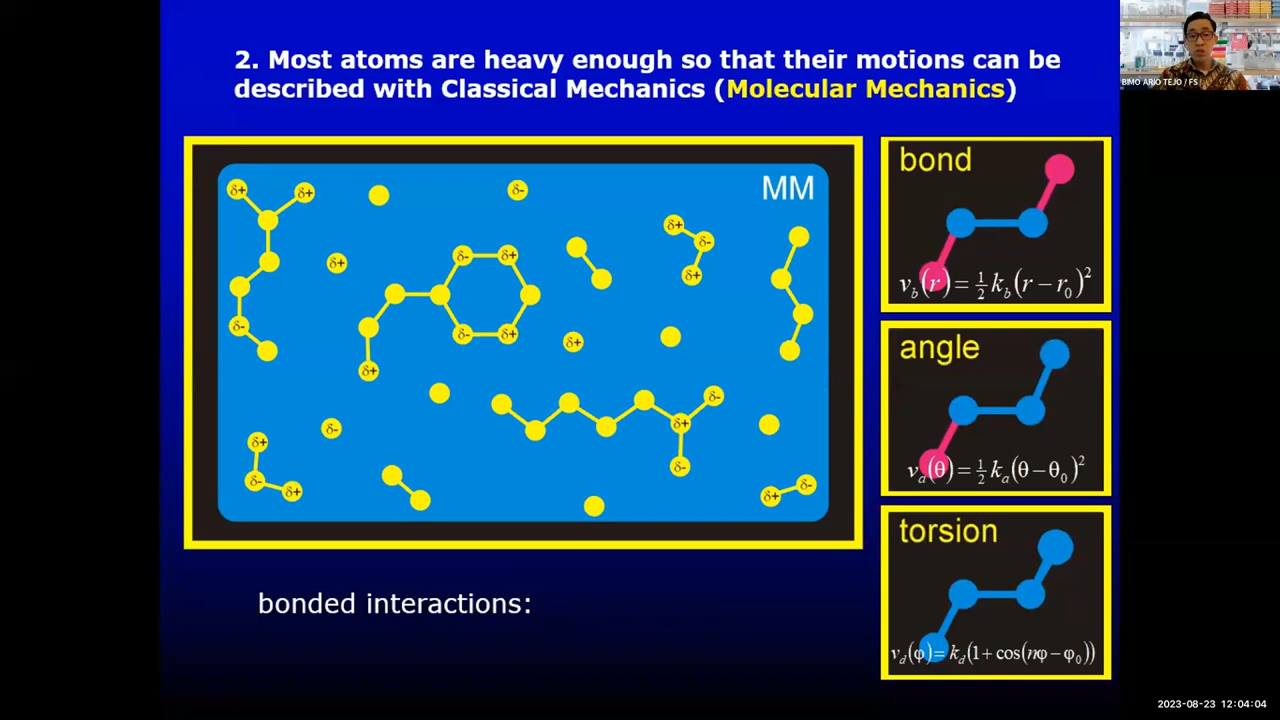 2. Most atoms are heavy enough so that their motions can be
described with Classical Mechanics (Molecular Mechanics)
BIMO ARIO TEJO / FS
MM
δ+ δ+ δ-
δ+
δ-
δ+
δ+
δ- δ+
δ- δ+
δ+
δ-
δ+
δ+
δ-
δ+
δ-
δ-
δ+
δ-
δ+
δ-
δ+
δ-
bond
v_b(r) = ½ k_b(r − r_0)²
angle
v_a(θ) = ½ k_a(θ − θ_0)²
torsion
v_d(φ) = k_d(1 + cos(nφ − φ_0))
bonded interactions:
2023-08-23 12:04:04